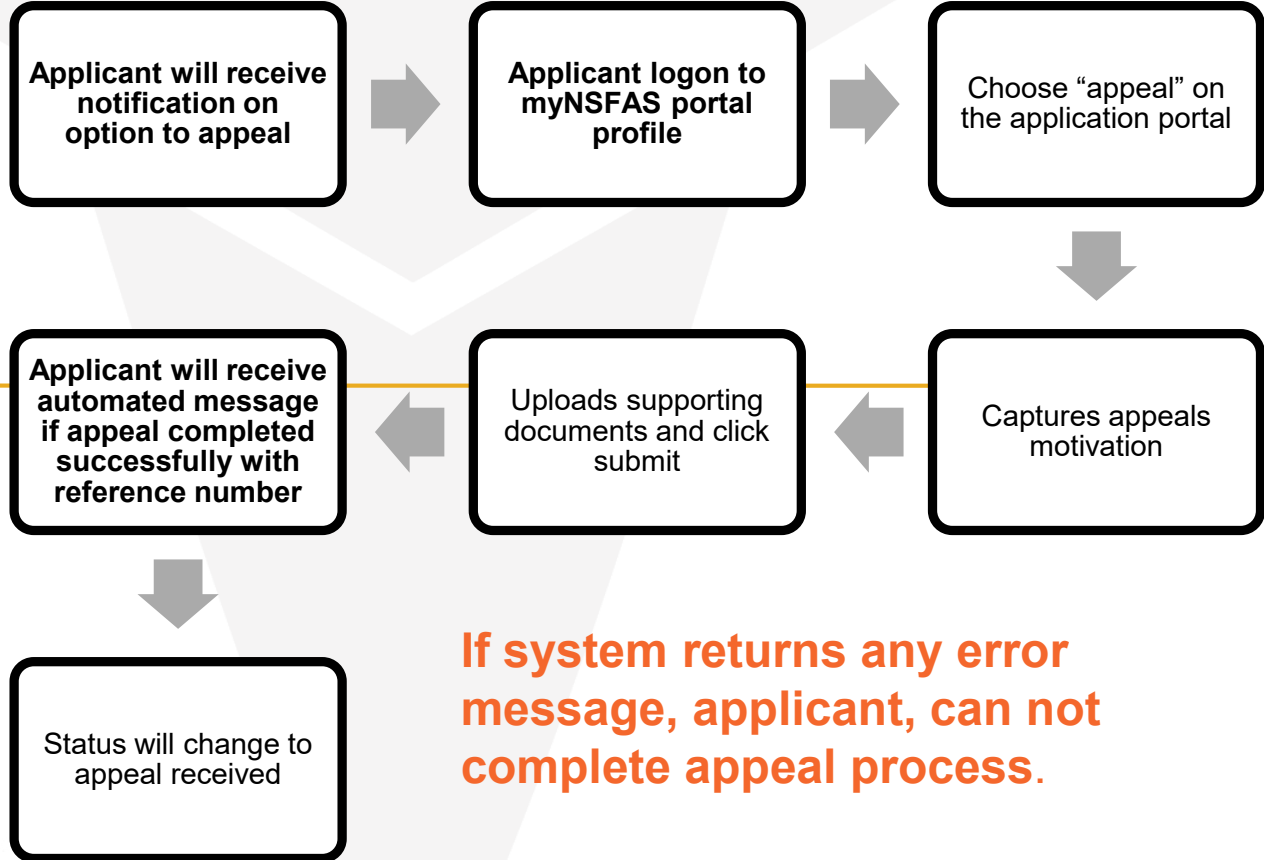 Applicant will receive
notification on
option to appeal
Applicant logon to
myNSFAS portal
profile
Choose “appeal” on
the application portal
Captures appeals
motivation
Uploads supporting
documents and click
submit
Applicant will receive
automated message
if appeal completed
successfully with
reference number
Status will change to
appeal received
If system returns any error
message, applicant, can not
complete appeal process.